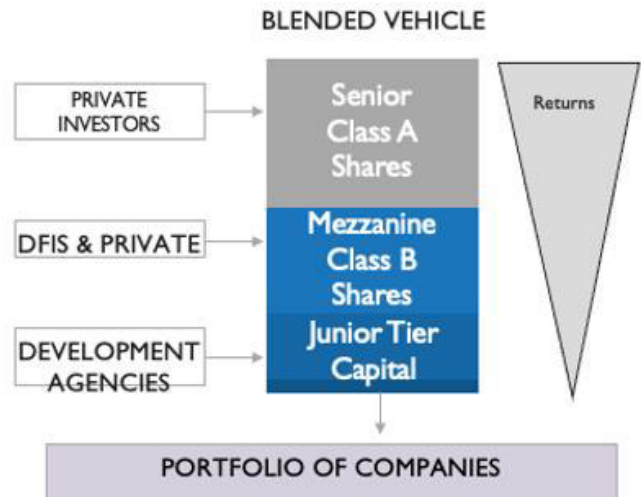 BLENDED VEHICLE
PRIVATE
INVESTORS
Senior
Class A
Shares
Returns
DFIS & PRIVATE
Mezzanine
Class B
Shares
DEVELOPMENT
AGENCIES
Junior Tier
Capital
PORTFOLIO OF COMPANIES